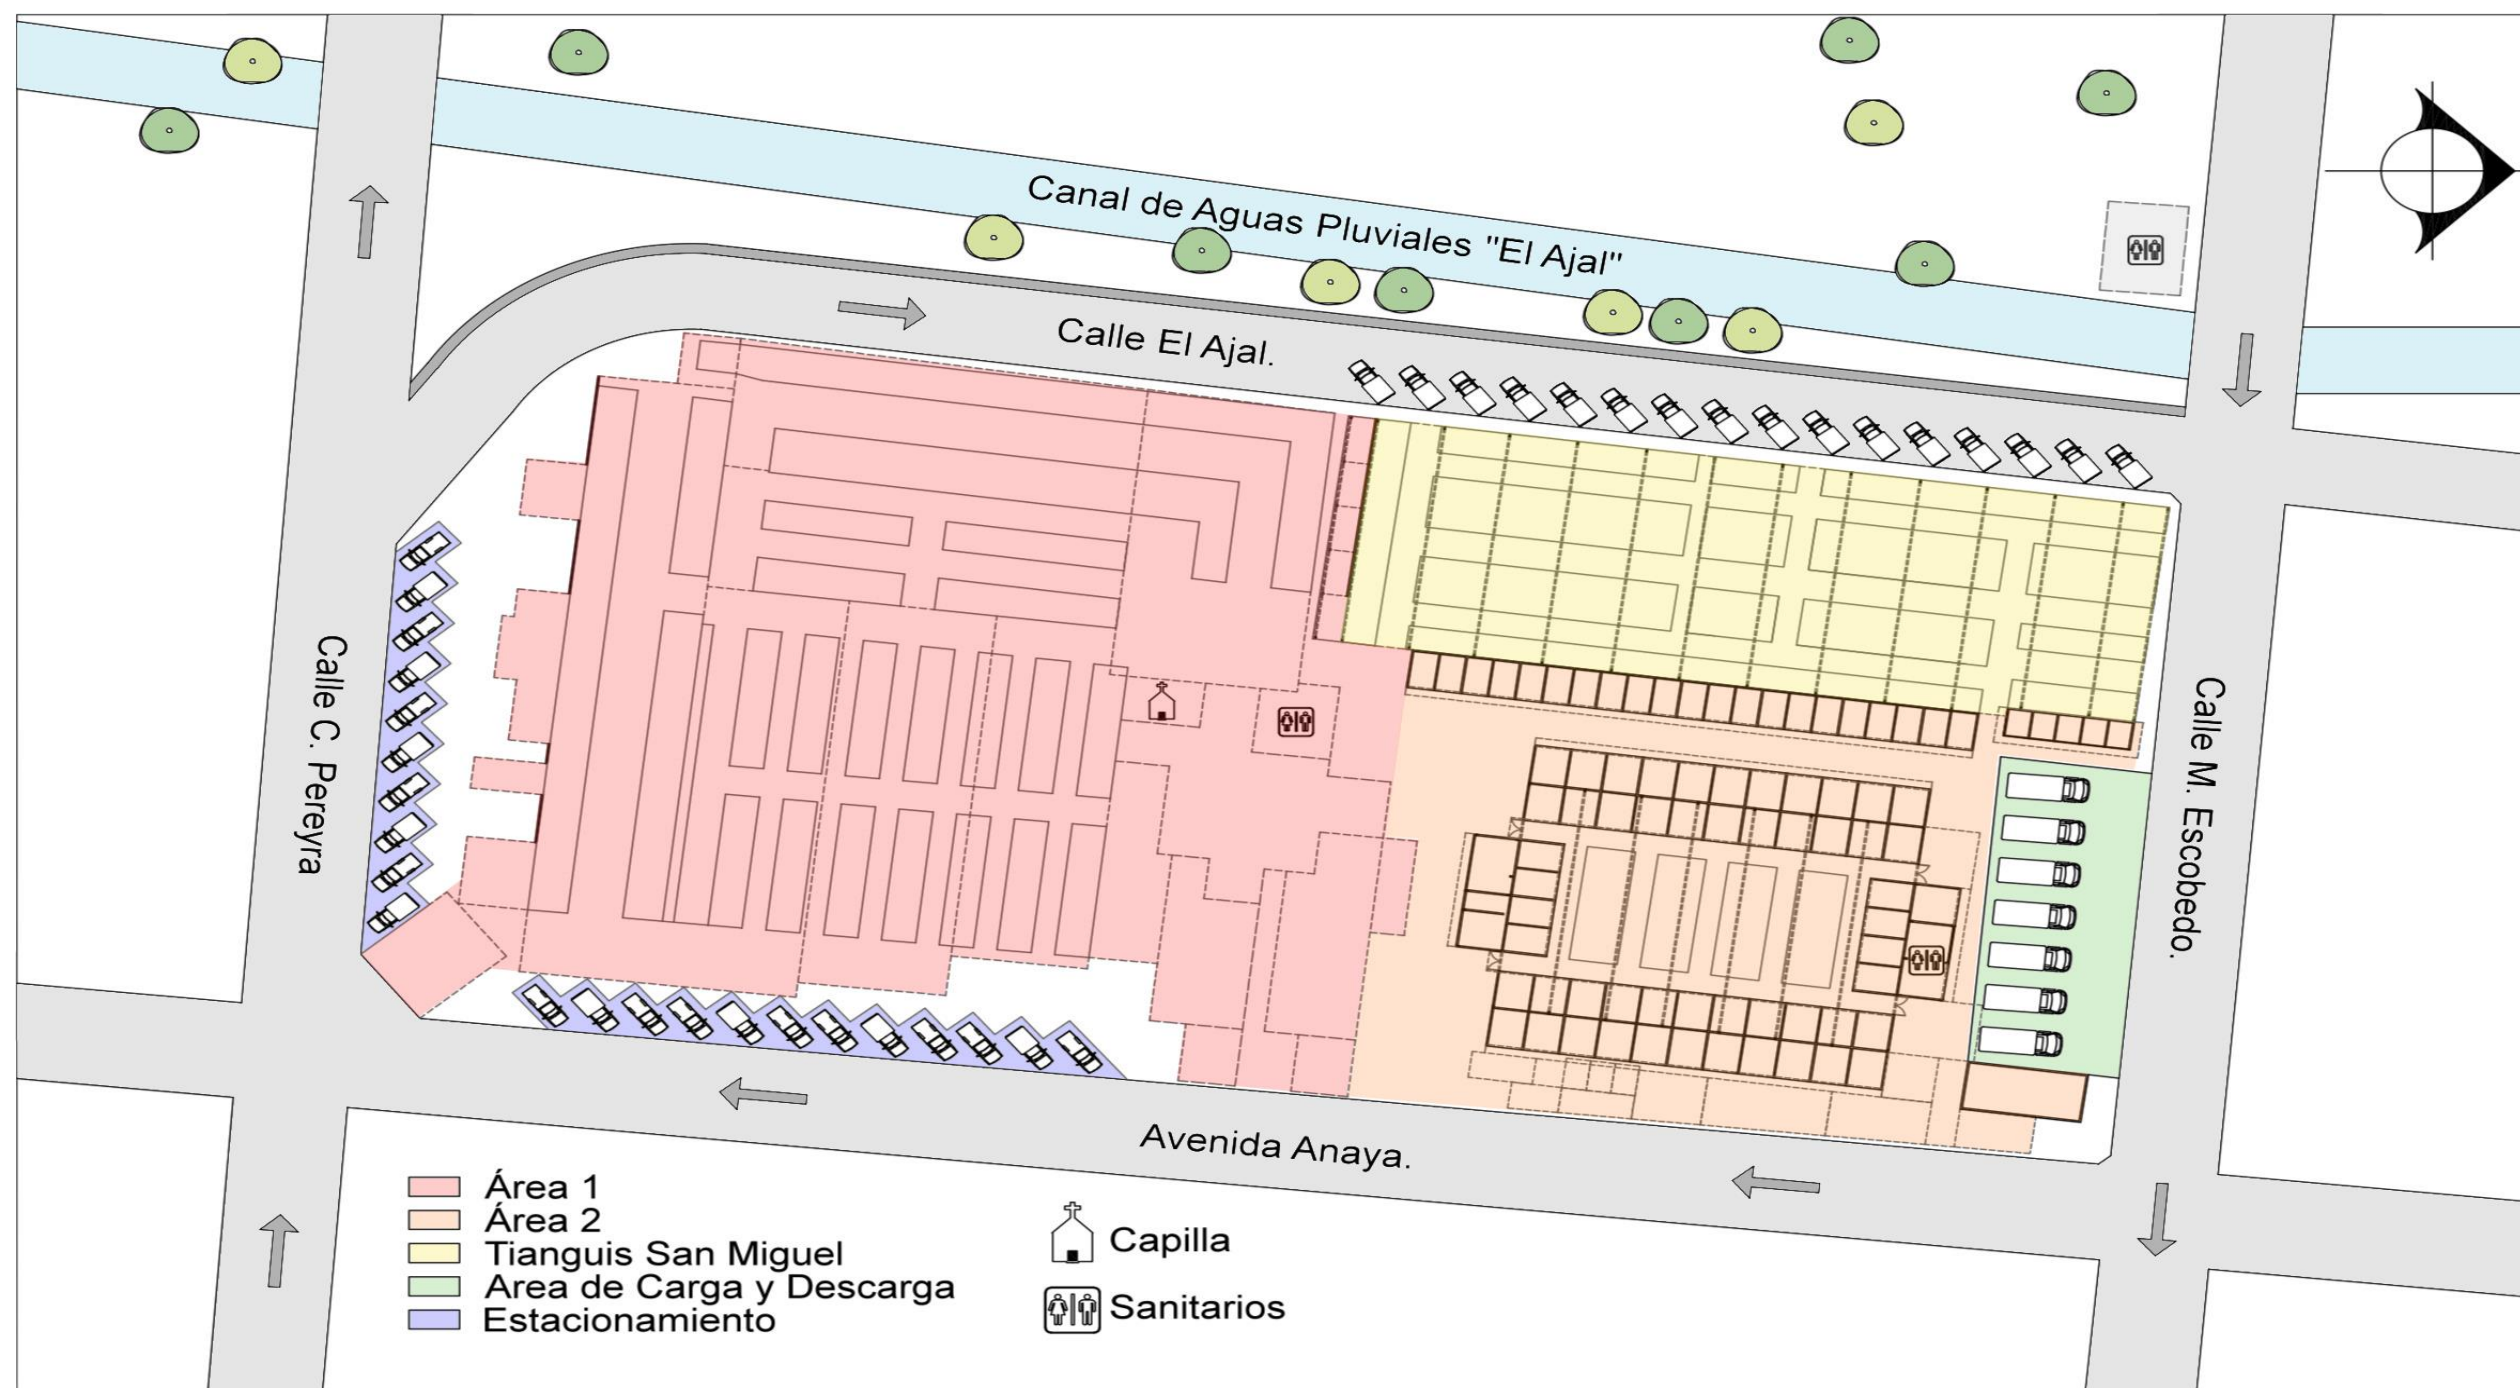 Canal de Aguas Pluviales "El Ajal"
Calle El Ajal.
Calle C. Pereyra
Calle M. Escobedo.
Avenida Anaya.
Área 1
Área 2
Tianguis San Miguel
Area de Carga y Descarga
Estacionamiento
Capilla
Sanitarios